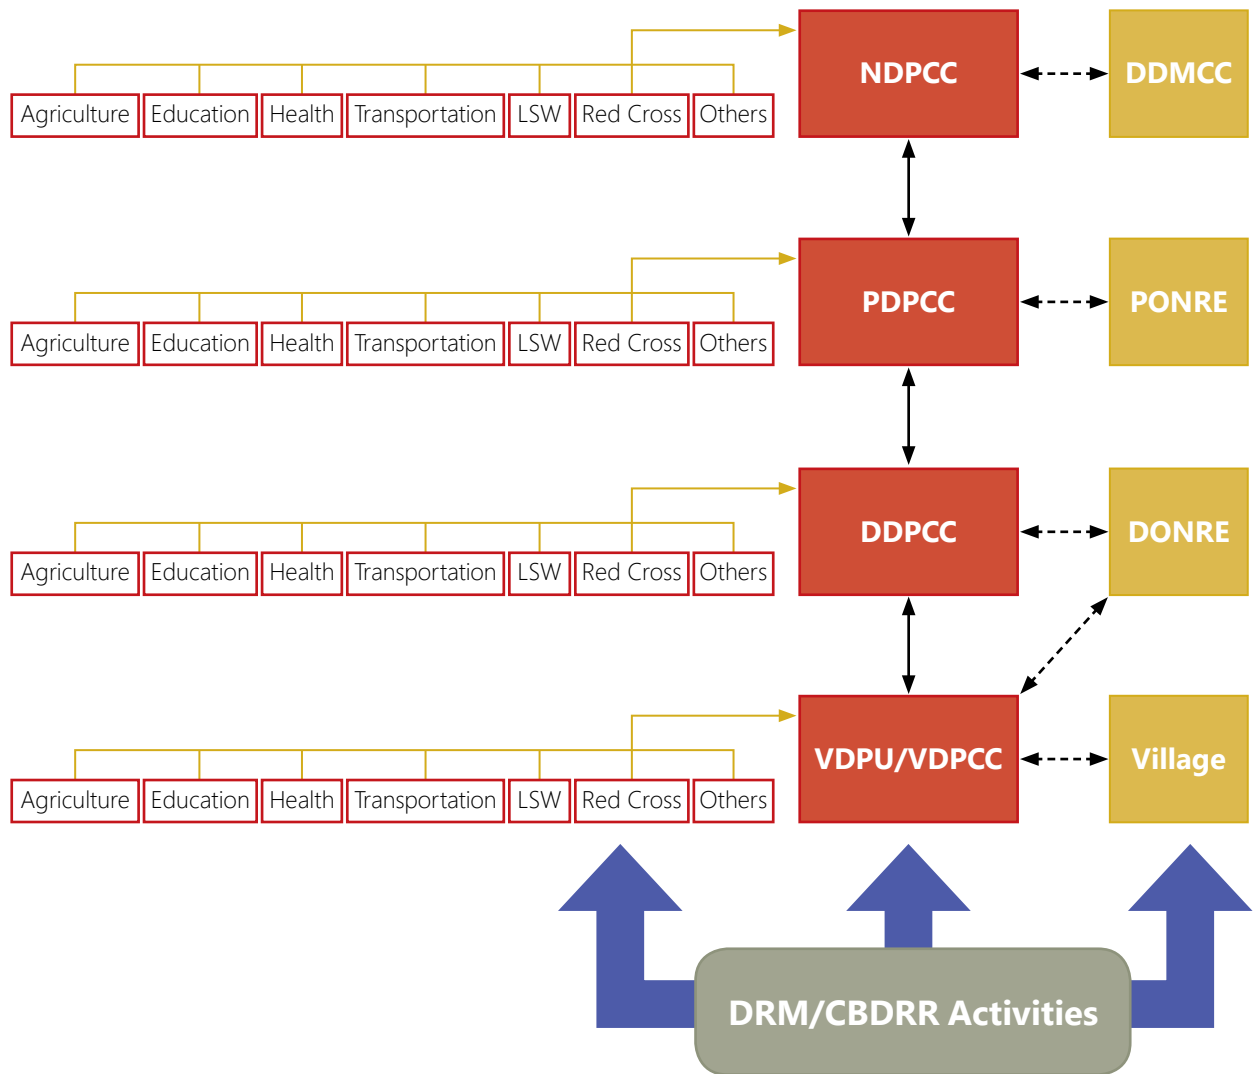 NDPCC
DDMCC
Agriculture Education Health Transportation LSW Red Cross Others
PDPCC
PONRE
Agriculture Education Health Transportation LSW Red Cross Others
DDPCC
DONRE
Agriculture Education Health Transportation LSW Red Cross Others
VDPU/VDPCC
Village
Agriculture Education Health Transportation LSW Red Cross Others
DRM/CBDRR Activities